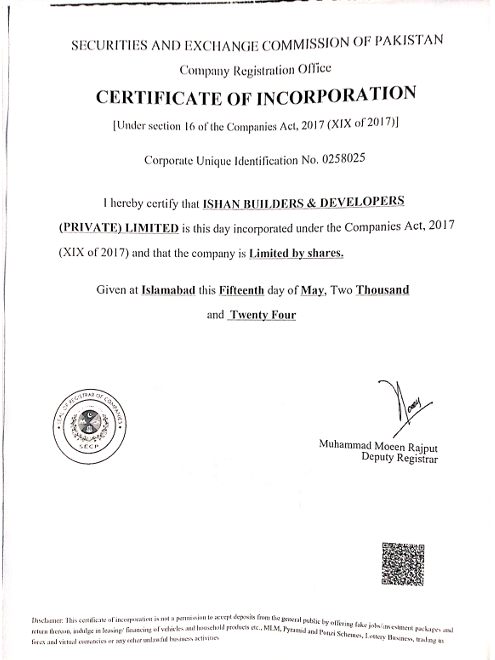 SECURITIES AND EXCHANGE COMMISSION OF PAKISTAN
Company Registration Office
CERTIFICATE OF INCORPORATION
[Under section 16 of the Companies Act, 2017 (XIX of 2017)]
Corporate Unique Identification No. 0258025
I hereby certify that ISHAN BUILDERS & DEVELOPERS
(PRIVATE) LIMITED is this day incorporated under the Companies Act, 2017
(XIX of 2017) and that the company is Limited by shares.
Given at Islamabad this Fifteenth day of May, Two Thousand
and Twenty Four
SEAL OF REGISTRAR OF COMPANIES
SECP
Muhammad Moeen Rajput
Deputy Registrar
Disclaimer: This certificate of incorporation is not a permission to accept deposits from the general public by offering fake jobs/investment packages and
return thereon, indulge in leasing/ financing of vehicles and household products etc., MLM, Pyramid and Ponzi Schemes, Lottery Business, trading in
forex and virtual currencies or any other unlawful business activities